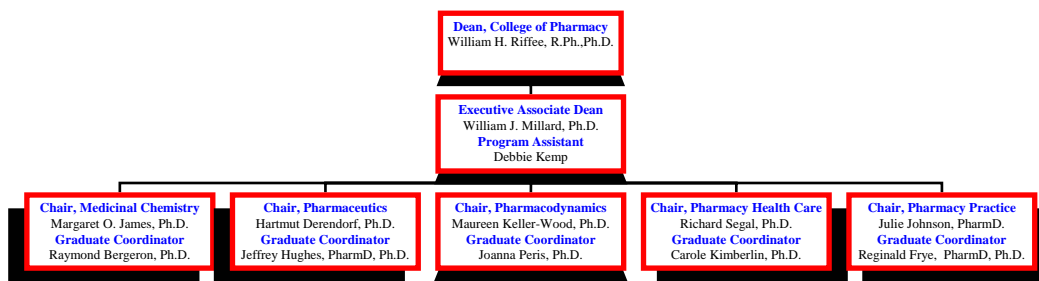 Dean, College of Pharmacy
William H. Riffee, R.Ph.,Ph.D.
Executive Associate Dean
William J. Millard, Ph.D.
Program Assistant
Debbie Kemp
Chair, Medicinal Chemistry
Margaret O. James, Ph.D.
Graduate Coordinator
Raymond Bergeron, Ph.D.
Chair, Pharmaceutics
Hartmut Derendorf, Ph.D.
Graduate Coordinator
Jeffrey Hughes, PharmD, Ph.D.
Chair, Pharmacodynamics
Maureen Keller-Wood, Ph.D.
Graduate Coordinator
Joanna Peris, Ph.D.
Chair, Pharmacy Health Care
Richard Segal, Ph.D.
Graduate Coordinator
Carole Kimberlin, Ph.D.
Chair, Pharmacy Practice
Julie Johnson, PharmD.
Graduate Coordinator
Reginald Frye, PharmD, Ph.D.